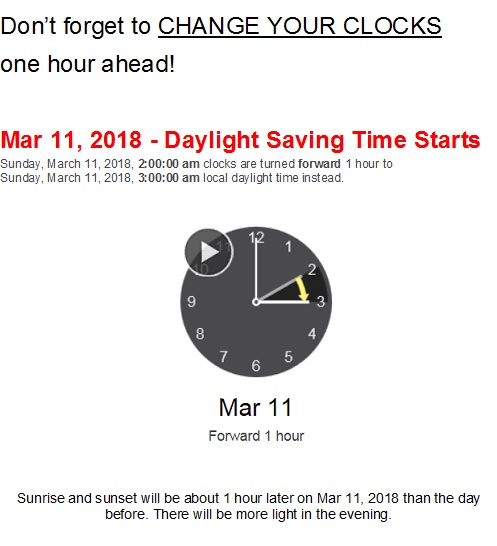 Don’t forget to CHANGE YOUR CLOCKS
one hour ahead!
Mar 11, 2018 - Daylight Saving Time Starts
Sunday, March 11, 2018, 2:00:00 am clocks are turned forward 1 hour to
Sunday, March 11, 2018, 3:00:00 am local daylight time instead.
12
11
1
10
2
9
3
8
4
7
5
6
Mar 11
Forward 1 hour
Sunrise and sunset will be about 1 hour later on Mar 11, 2018 than the day
before. There will be more light in the evening.